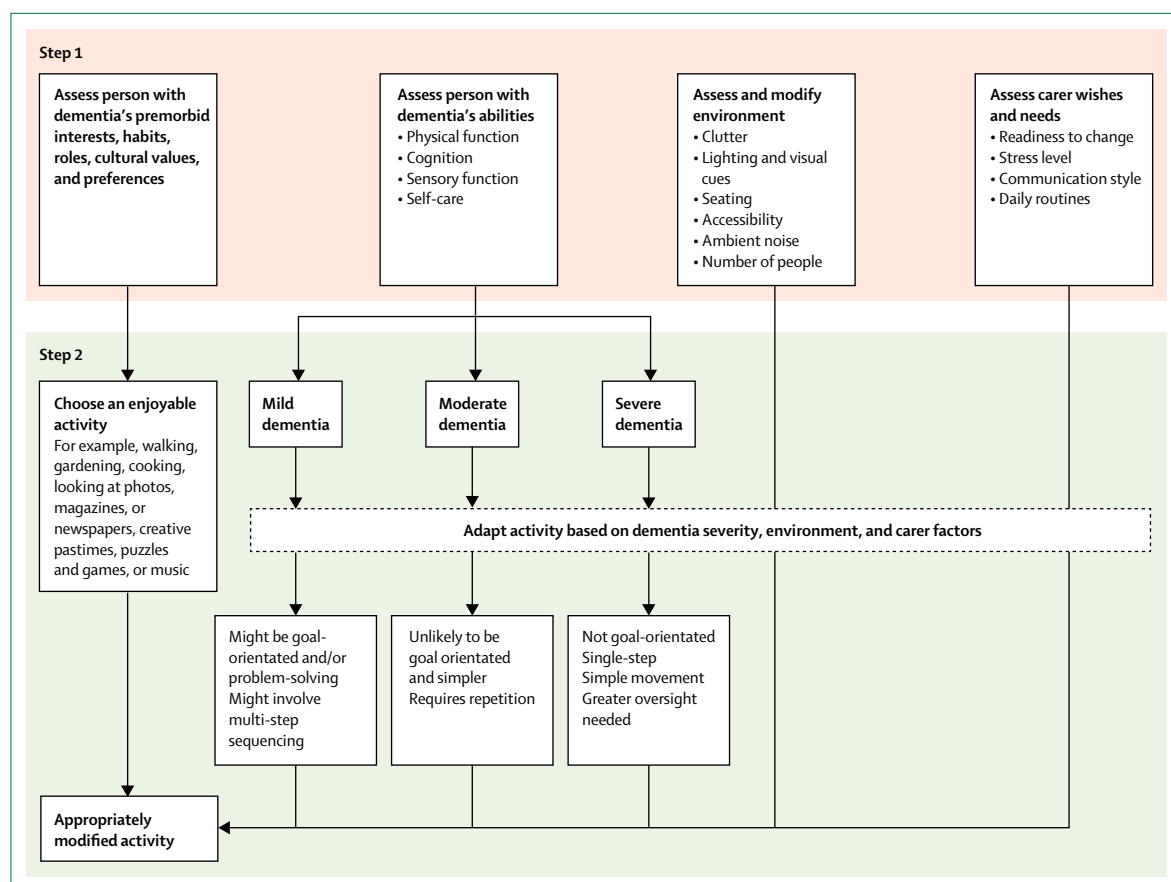 Step 1
Assess person with
dementia's premorbid
interests, habits,
roles, cultural values,
and preferences
Assess person with
dementia's abilities
• Physical function
• Cognition
• Sensory function
• Self-care
Assess and modify
environment
• Clutter
• Lighting and visual
cues
• Seating
• Accessibility
• Ambient noise
• Number of people
Assess carer wishes
and needs
• Readiness to change
• Stress level
• Communication style
• Daily routines
Step 2
Choose an enjoyable
activity
For example, walking,
gardening, cooking,
looking at photos,
magazines, or
newspapers, creative
pastimes, puzzles
and games, or music
Mild
dementia
Moderate
dementia
Severe
dementia
Adapt activity based on dementia severity, environment, and carer factors
Might be goal-
orientated and/or
problem-solving
Might involve
multi-step
sequencing
Unlikely to be
goal orientated
and simpler
Requires repetition
Not goal-orientated
Single-step
Simple movement
Greater oversight
needed
Appropriately
modified activity